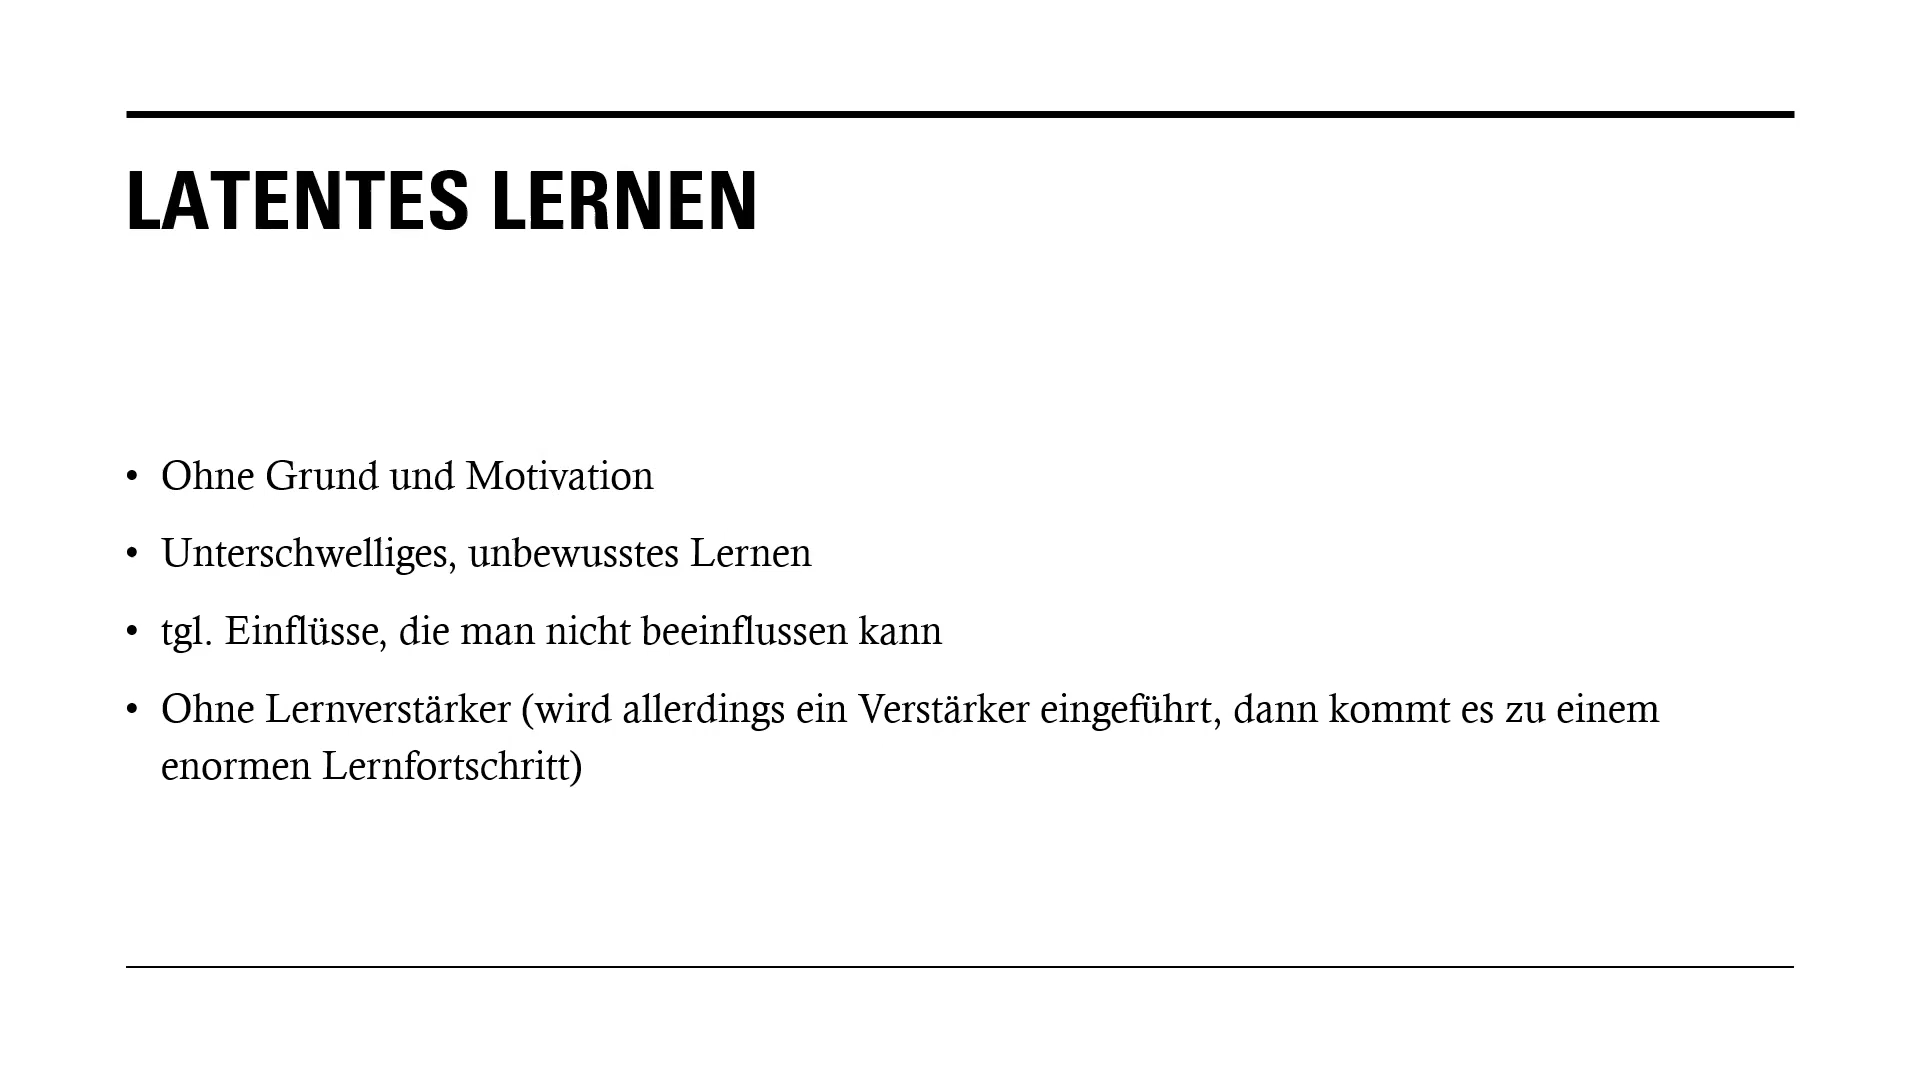 LATENTES LERNEN
• Ohne Grund und Motivation
• Unterschwelliges, unbewusstes Lernen
• tgl. Einflüsse, die man nicht beeinflussen kann
• Ohne Lernverstärker (wird allerdings ein Verstärker eingeführt, dann kommt es zu einem
enormen Lernfortschritt)